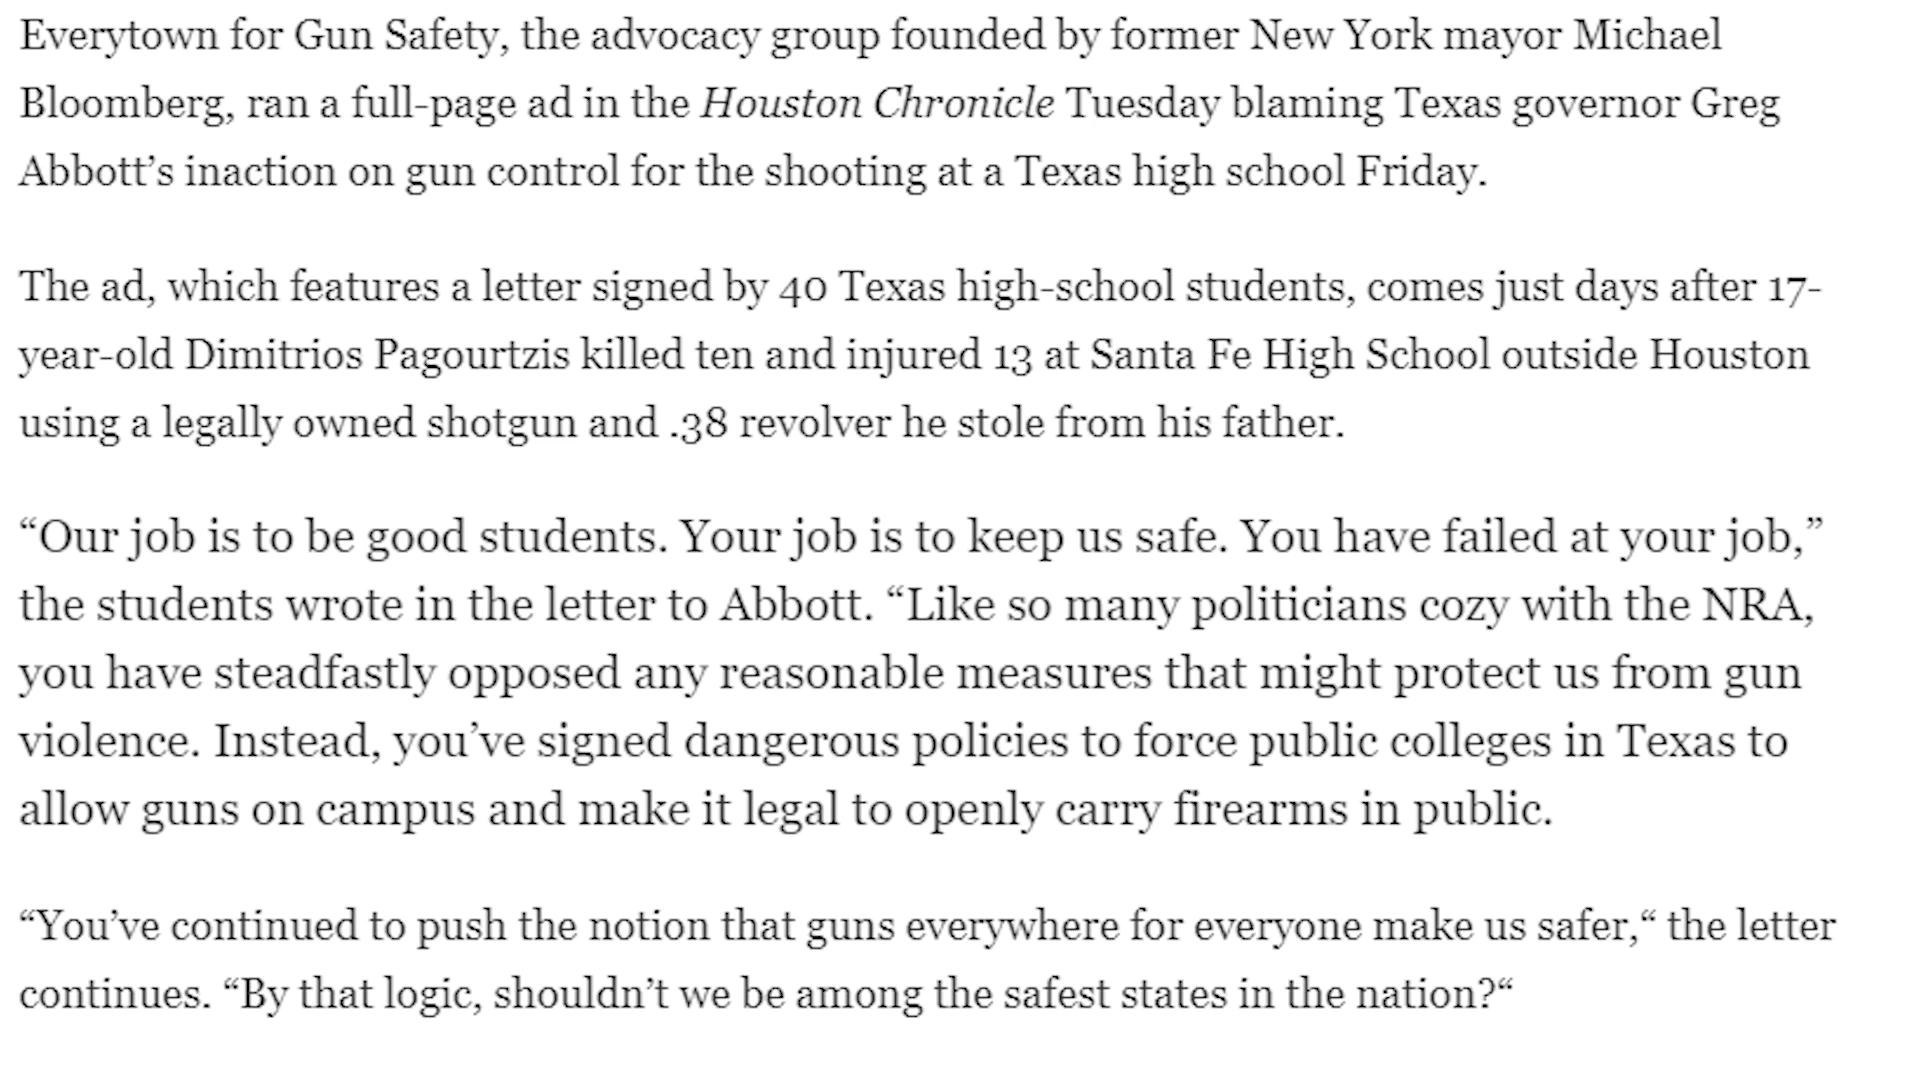 Everytown for Gun Safety, the advocacy group founded by former New York mayor Michael
Bloomberg, ran a full-page ad in the Houston Chronicle Tuesday blaming Texas governor Greg
Abbott’s inaction on gun control for the shooting at a Texas high school Friday.
The ad, which features a letter signed by 40 Texas high-school students, comes just days after 17-
year-old Dimitrios Pagourtzis killed ten and injured 13 at Santa Fe High School outside Houston
using a legally owned shotgun and .38 revolver he stole from his father.
“Our job is to be good students. Your job is to keep us safe. You have failed at your job,”
the students wrote in the letter to Abbott. “Like so many politicians cozy with the NRA,
you have steadfastly opposed any reasonable measures that might protect us from gun
violence. Instead, you’ve signed dangerous policies to force public colleges in Texas to
allow guns on campus and make it legal to openly carry firearms in public.
“You’ve continued to push the notion that guns everywhere for everyone make us safer,“ the letter
continues. “By that logic, shouldn’t we be among the safest states in the nation?“